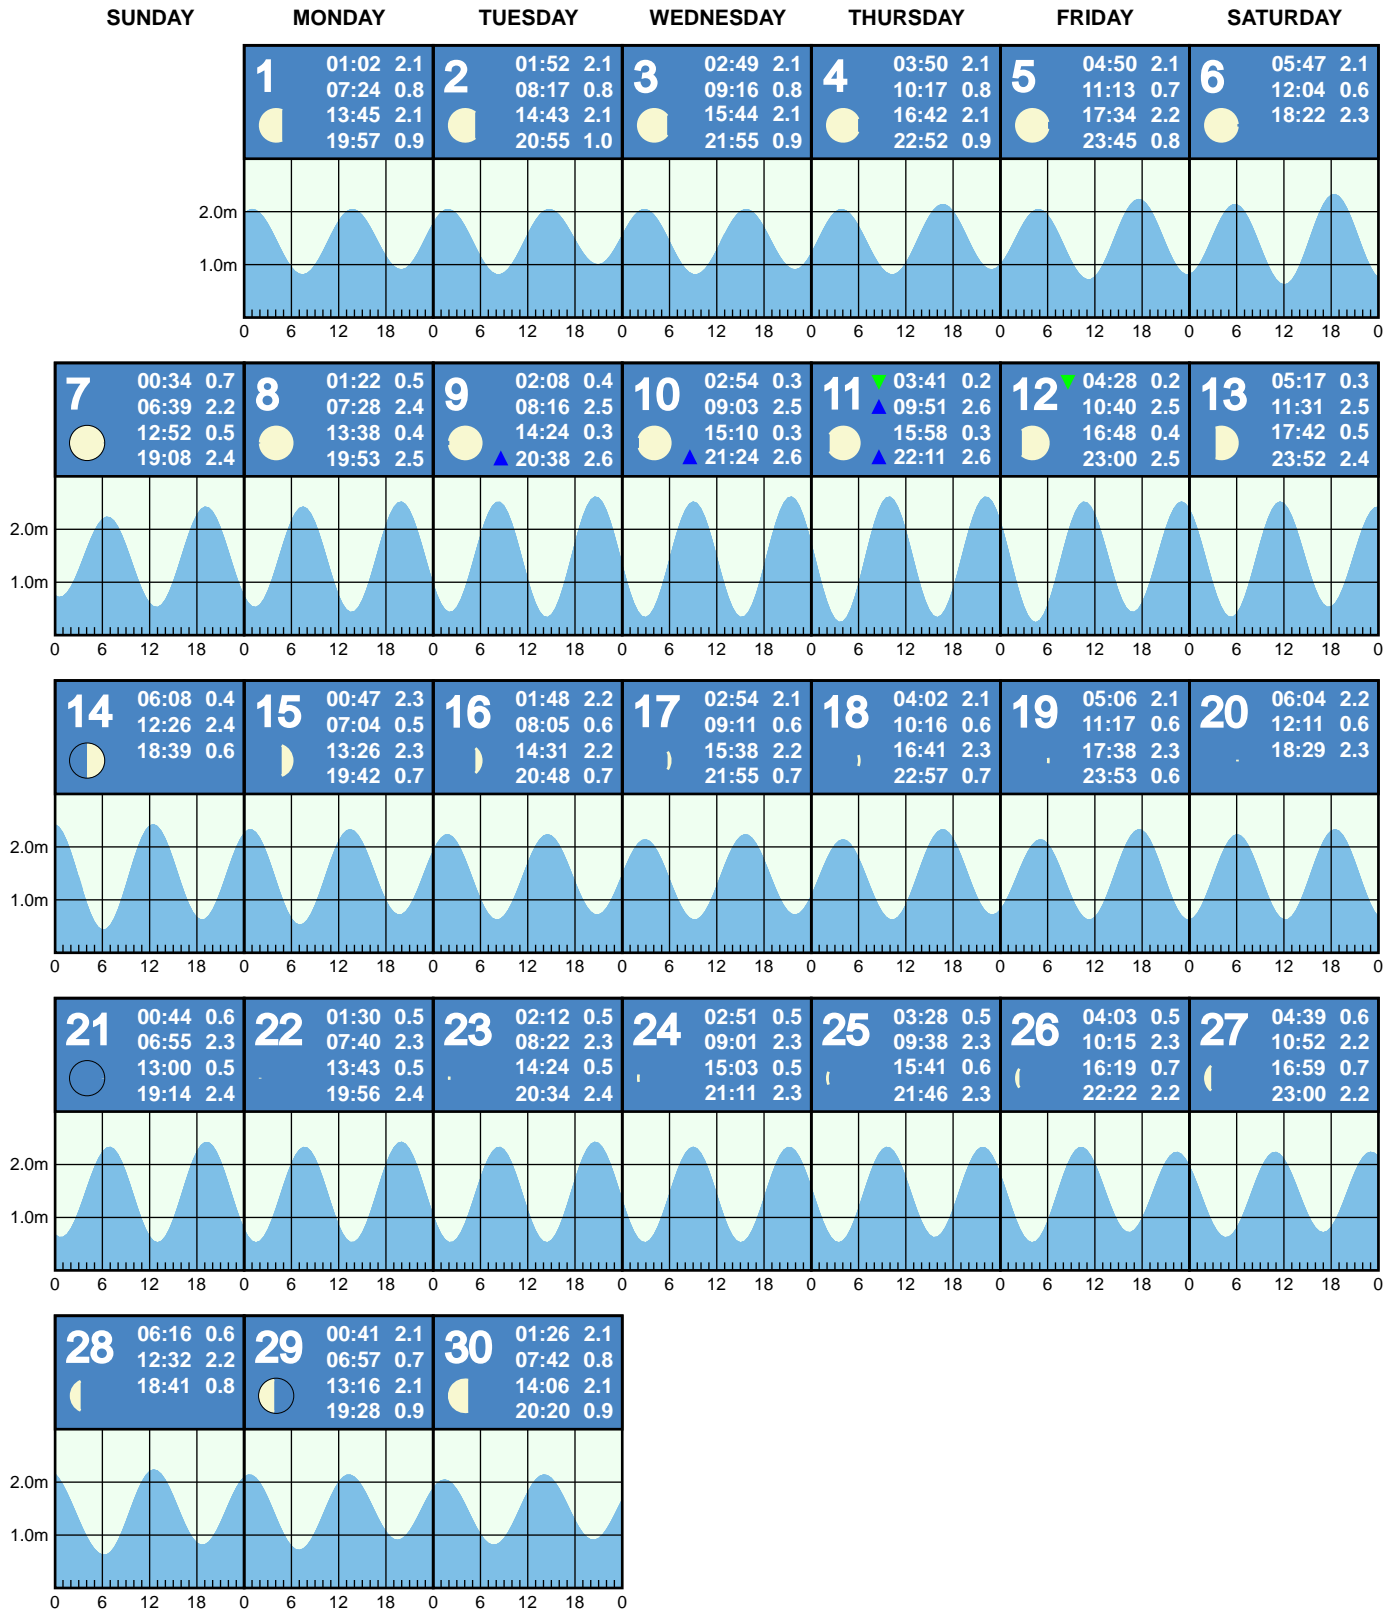 SUNDAY MONDAY TUESDAY WEDNESDAY THURSDAY FRIDAY SATURDAY
1 01:02 2.1
07:24 0.8
13:45 2.1
19:57 0.9
2 01:52 2.1
08:17 0.8
14:43 2.1
20:55 1.0
3 02:49 2.1
09:16 0.8
15:44 2.1
21:55 0.9
4 03:50 2.1
10:17 0.8
16:42 2.1
22:52 0.9
5 04:50 2.1
11:13 0.7
17:34 2.2
23:45 0.8
6 05:47 2.1
12:04 0.6
18:22 2.3
2.0m
1.0m
0 6 12 18 0 6 12 18 0 6 12 18 0 6 12 18 0 6 12 18 0 6 12 18 0
7 00:34 0.7
06:39 2.2
12:52 0.5
19:08 2.4
8 01:22 0.5
07:28 2.4
13:38 0.4
19:53 2.5
9 02:08 0.4
08:16 2.5
14:24 0.3
20:38 2.6
10 02:54 0.3
09:03 2.5
15:10 0.3
21:24 2.6
11 03:41 0.2
09:51 2.6
15:58 0.3
22:11 2.6
12 04:28 0.2
10:40 2.5
16:48 0.4
23:00 2.5
13 05:17 0.3
11:31 2.5
17:42 0.5
23:52 2.4
2.0m
1.0m
0 6 12 18 0 6 12 18 0 6 12 18 0 6 12 18 0 6 12 18 0 6 12 18 0 6 12 18 0
14 06:08 0.4
12:26 2.4
18:39 0.6
15 00:47 2.3
07:04 0.5
13:26 2.3
19:42 0.7
16 01:48 2.2
08:05 0.6
14:31 2.2
20:48 0.7
17 02:54 2.1
09:11 0.6
15:38 2.2
21:55 0.7
18 04:02 2.1
10:16 0.6
16:41 2.3
22:57 0.7
19 05:06 2.1
11:17 0.6
17:38 2.3
23:53 0.6
20 06:04 2.2
12:11 0.6
18:29 2.3
2.0m
1.0m
0 6 12 18 0 6 12 18 0 6 12 18 0 6 12 18 0 6 12 18 0 6 12 18 0 6 12 18 0
21 00:44 0.6
06:55 2.3
13:00 0.5
19:14 2.4
22 01:30 0.5
07:40 2.3
13:43 0.5
19:56 2.4
23 02:12 0.5
08:22 2.3
14:24 0.5
20:34 2.4
24 02:51 0.5
09:01 2.3
15:03 0.5
21:11 2.3
25 03:28 0.5
09:38 2.3
15:41 0.6
21:46 2.3
26 04:03 0.5
10:15 2.3
16:19 0.7
22:22 2.2
27 04:39 0.6
10:52 2.2
16:59 0.7
23:00 2.2
2.0m
1.0m
0 6 12 18 0 6 12 18 0 6 12 18 0 6 12 18 0 6 12 18 0 6 12 18 0 6 12 18 0
28 06:16 0.6
12:32 2.2
18:41 0.8
29 00:41 2.1
06:57 0.7
13:16 2.1
19:28 0.9
30 01:26 2.1
07:42 0.8
14:06 2.1
20:20 0.9
2.0m
1.0m
0 6 12 18 0 6 12 18 0 6 12 18 0